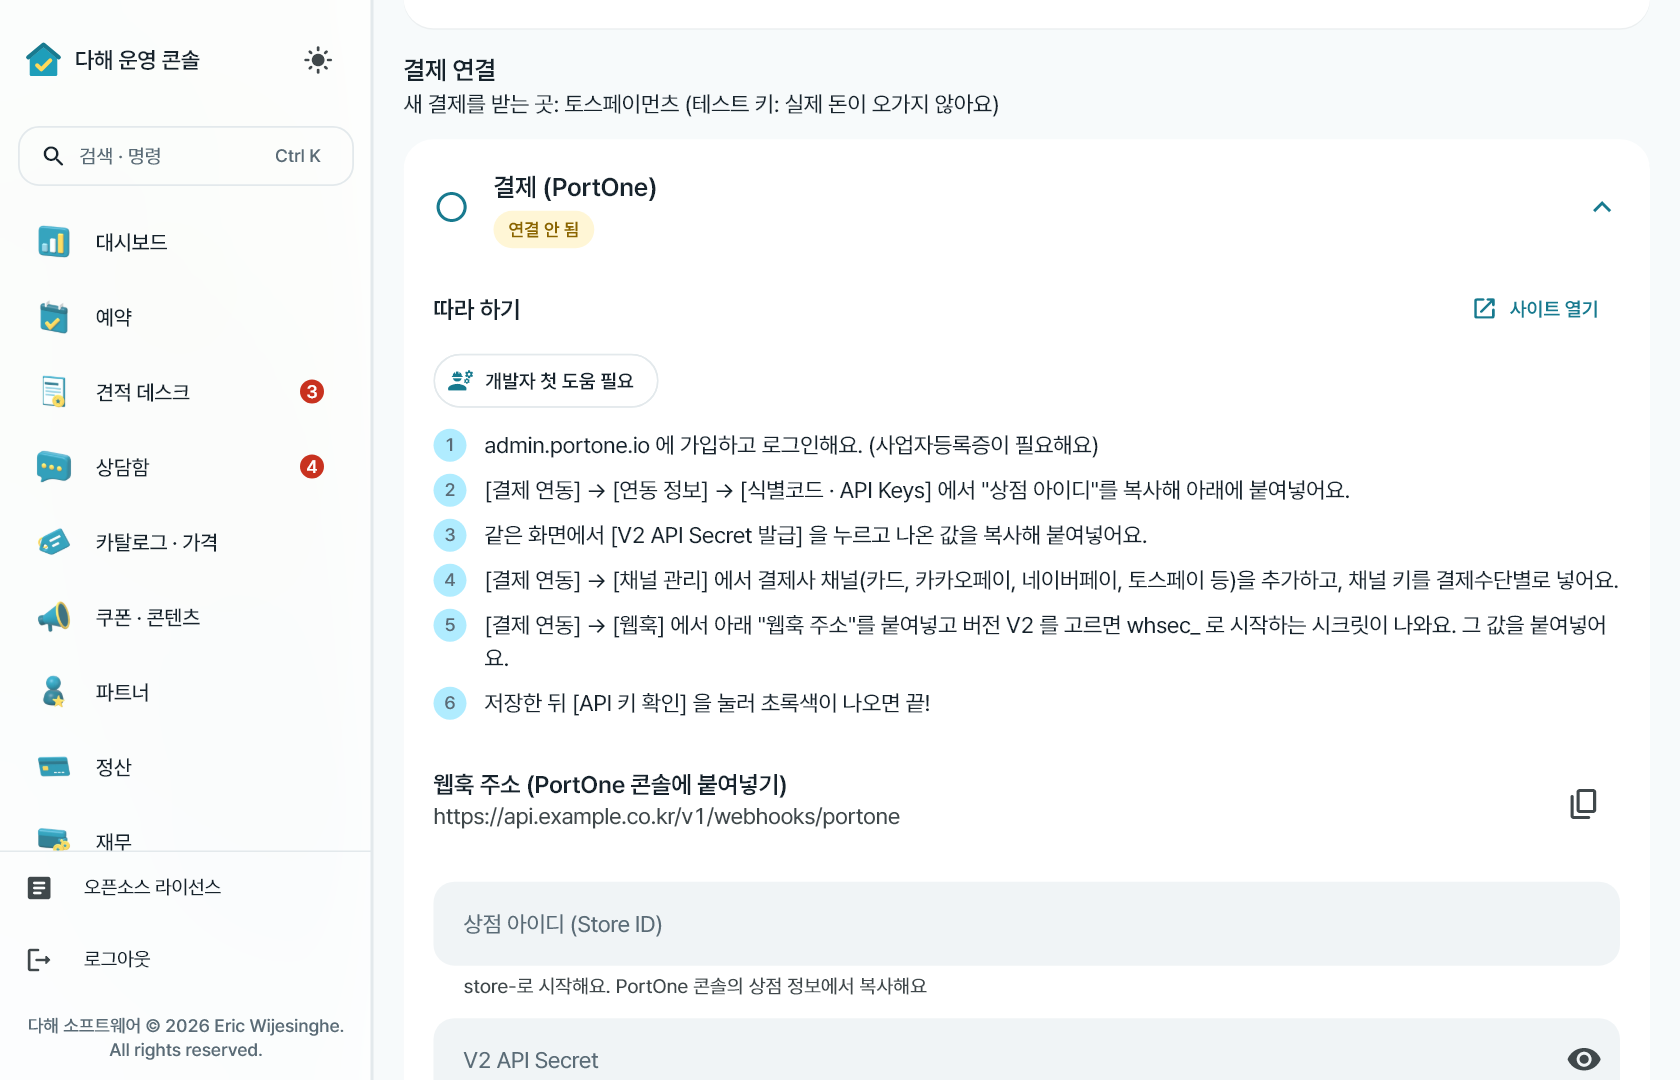 다해 운영 콘솔
검색 · 명령
Ctrl K
대시보드
예약
견적 데스크
3
상담함
4
카탈로그 · 가격
쿠폰 · 콘텐츠
파트너
정산
재무
오픈소스 라이선스
로그아웃
다해 소프트웨어 © 2026 Eric Wijesinghe.
All rights reserved.
결제 연결
새 결제를 받는 곳: 토스페이먼츠 (테스트 키: 실제 돈이 오가지 않아요)
결제 (PortOne)
연결 안 됨
따라 하기
사이트 열기
개발자 첫 도움 필요
1 admin.portone.io 에 가입하고 로그인해요. (사업자등록증이 필요해요)
2 [결제 연동] → [연동 정보] → [식별코드 · API Keys] 에서 "상점 아이디"를 복사해 아래에 붙여넣어요.
3 같은 화면에서 [V2 API Secret 발급] 을 누르고 나온 값을 복사해 붙여넣어요.
4 [결제 연동] → [채널 관리] 에서 결제사 채널(카드, 카카오페이, 네이버페이, 토스페이 등)을 추가하고, 채널 키를 결제수단별로 넣어요.
5 [결제 연동] → [웹훅] 에서 아래 "웹훅 주소"를 붙여넣고 버전 V2 를 고르면 whsec_ 로 시작하는 시크릿이 나와요. 그 값을 붙여넣어
요.
6 저장한 뒤 [API 키 확인] 을 눌러 초록색이 나오면 끝!
웹훅 주소 (PortOne 콘솔에 붙여넣기)
https://api.example.co.kr/v1/webhooks/portone
상점 아이디 (Store ID)
store-로 시작해요. PortOne 콘솔의 상점 정보에서 복사해요
V2 API Secret